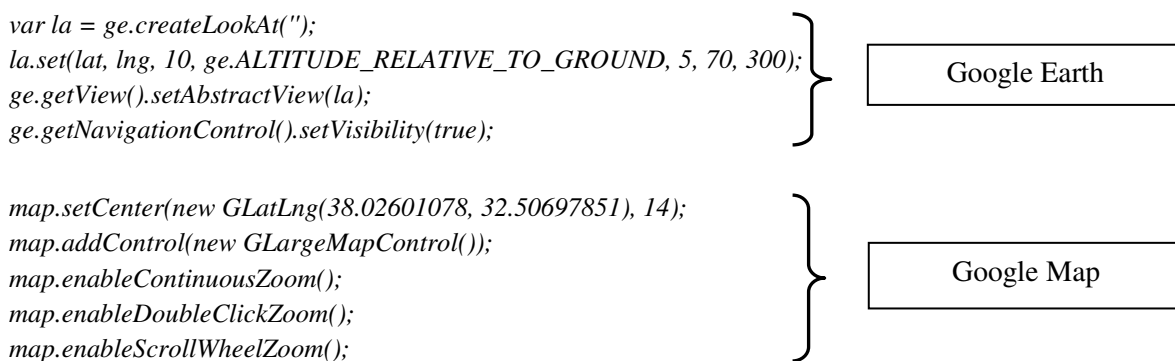 var la = ge.createLookAt('');
la.set(lat, lng, 10, ge.ALTITUDE_RELATIVE_TO_GROUND, 5, 70, 300);
ge.getView().setAbstractView(la);
ge.getNavigationControl().setVisibility(true);
Google Earth
map.setCenter(new GLatLng(38.02601078, 32.50697851), 14);
map.addControl(new GLargeMapControl());
map.enableContinuousZoom();
map.enableDoubleClickZoom();
map.enableScrollWheelZoom();
Google Map